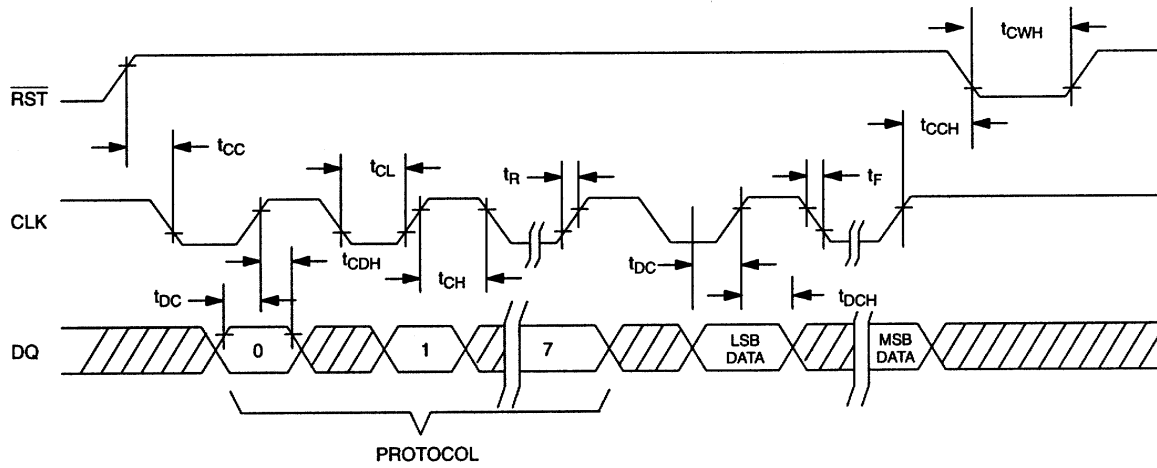 tCWH
RST
tCCH
tCC
tCL
tR
tF
CLK
tCDH
tCH
tDC
tDC
tDCH
DQ
0
1
7
LSB
DATA
MSB
DATA
PROTOCOL